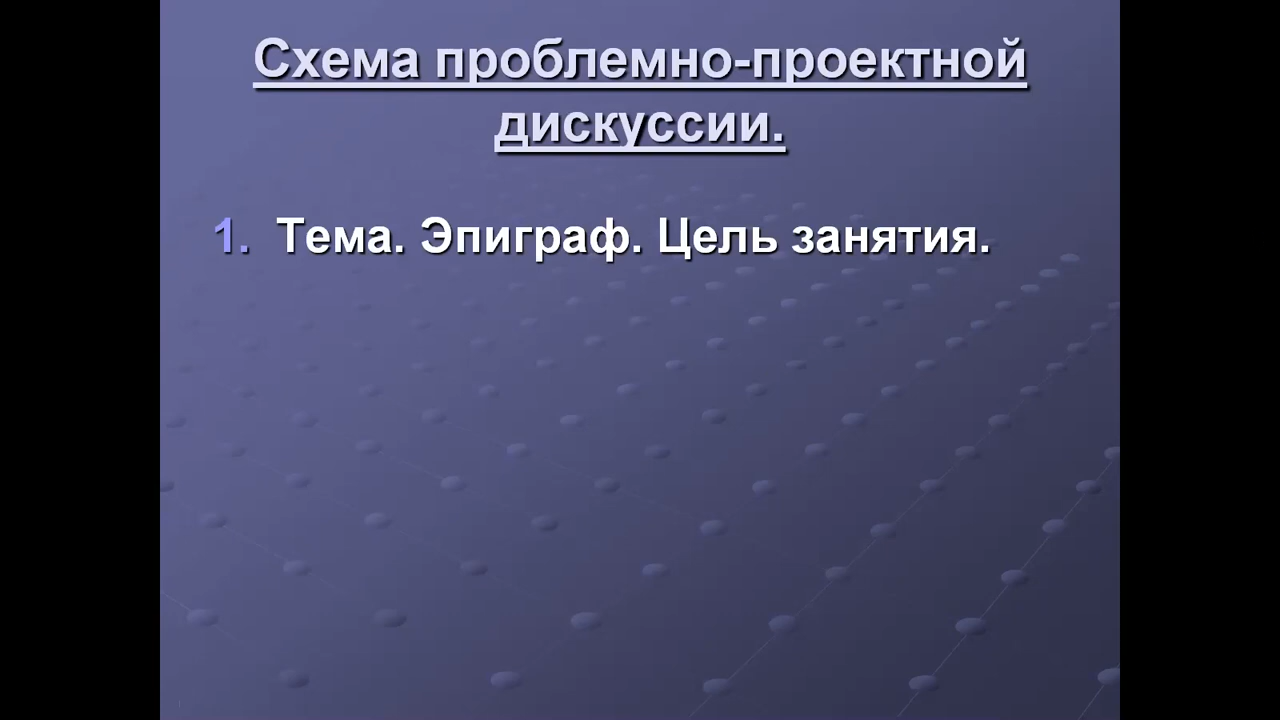 Схема проблемно-проектной
дискуссии.
1. Тема. Эпиграф. Цель занятия.